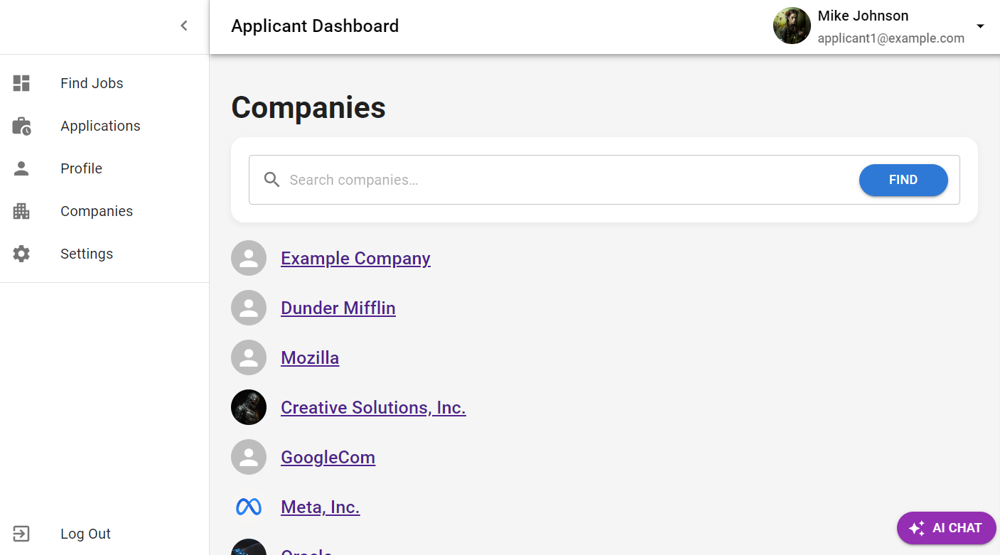 Applicant Dashboard
Mike Johnson
applicant1@example.com
Find Jobs
Applications
Profile
Companies
Settings
Log Out
Companies
Search companies...
FIND
Example Company
Dunder Mifflin
Mozilla
Creative Solutions, Inc.
GoogleCom
Meta, Inc.
Oracle
AI CHAT